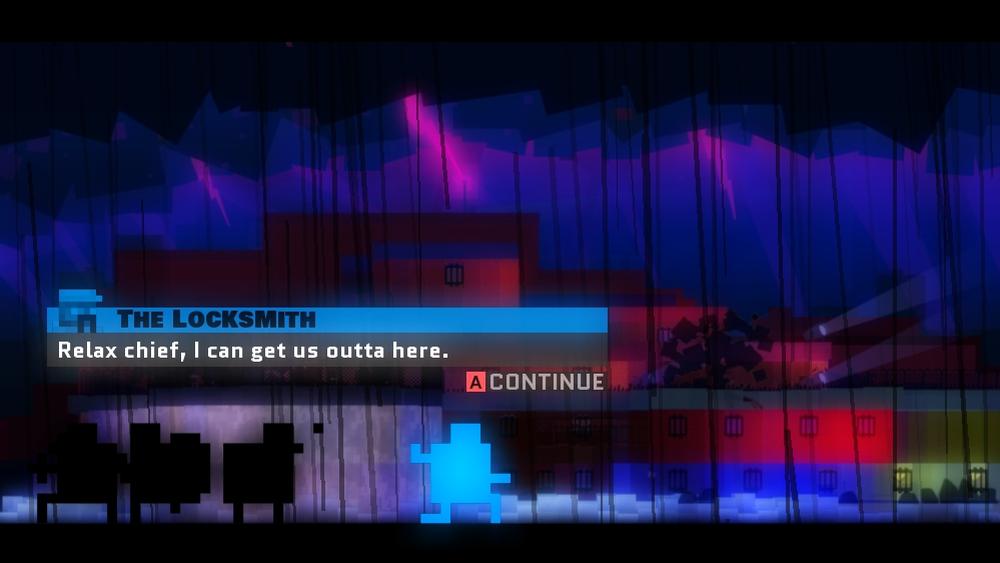 The Locksmith
Relax chief, I can get us outta here.
A CONTINUE